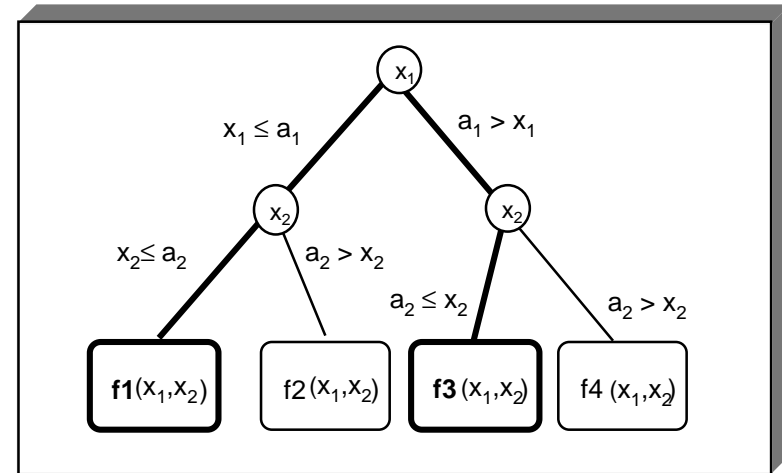 x₁
x₁ ≤ a₁
a₁ > x₁
x₂
x₂
x₂≤ a₂
a₂ > x₂
a₂ ≤ x₂
a₂ > x₂
f1(x₁,x₂)
f2(x₁,x₂)
f3(x₁,x₂)
f4(x₁,x₂)